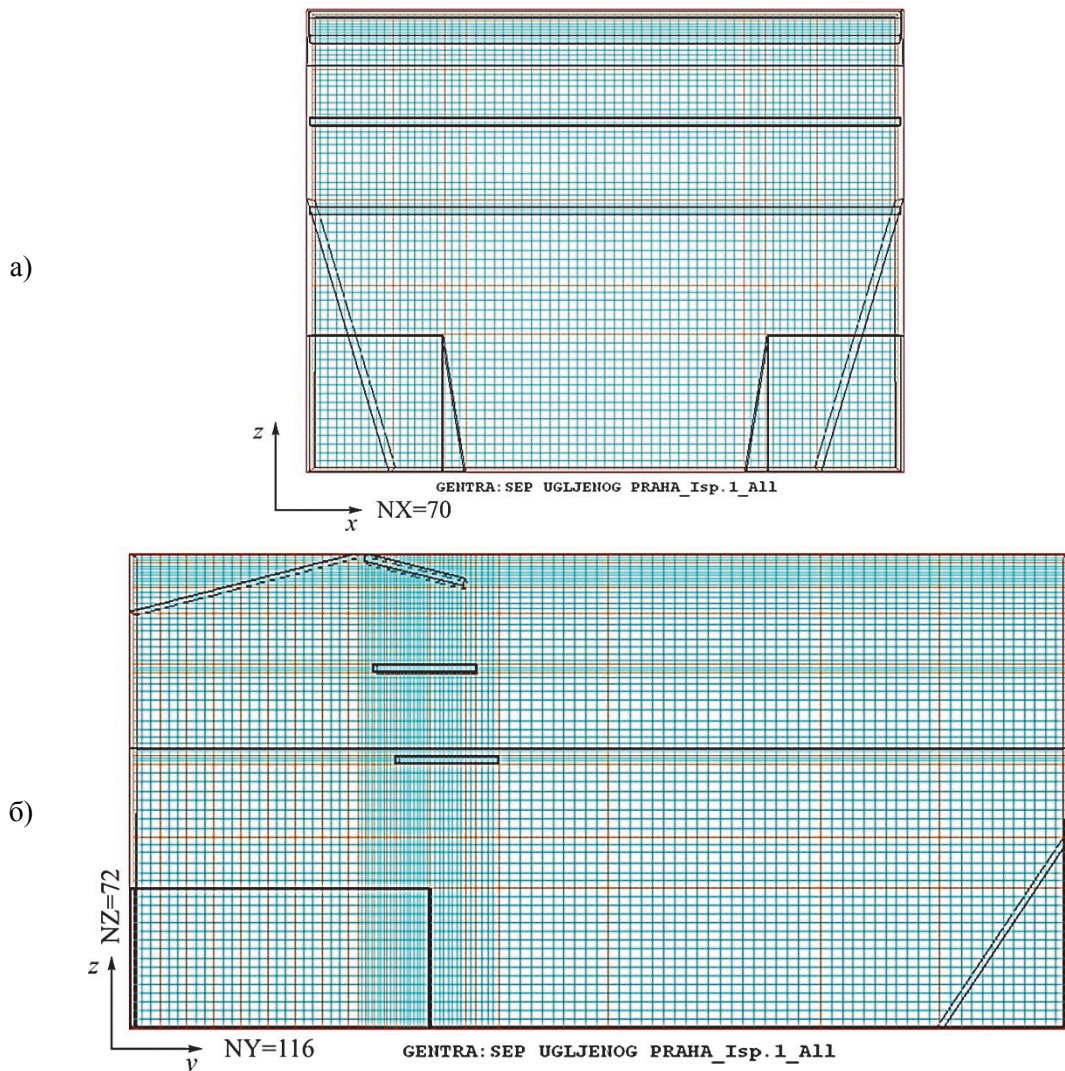 а)
z
x
NX=70
GENTRA:SEP UGLJENOG PRAHA_Isp.1_All
б)
NZ=72
z
y
NY=116
GENTRA:SEP UGLJENOG PRAHA_Isp.1_All